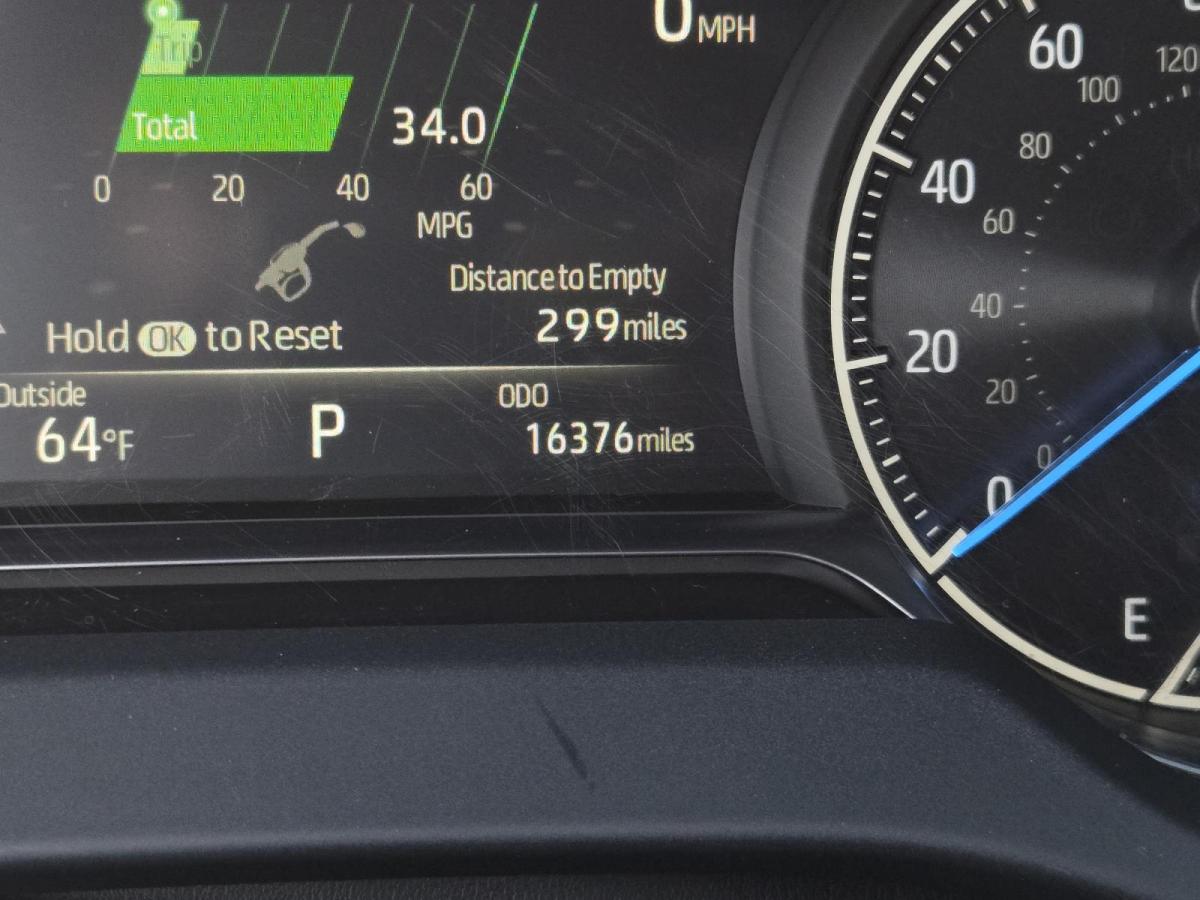 0 MPH
Trip
Total 34.0
0 20 40 60
MPG
Distance to Empty
299 miles
Hold OK to Reset
Outside
64°F
P
ODO
16376 miles
60
120
100
80
40
60
40
20
20
0
0
E